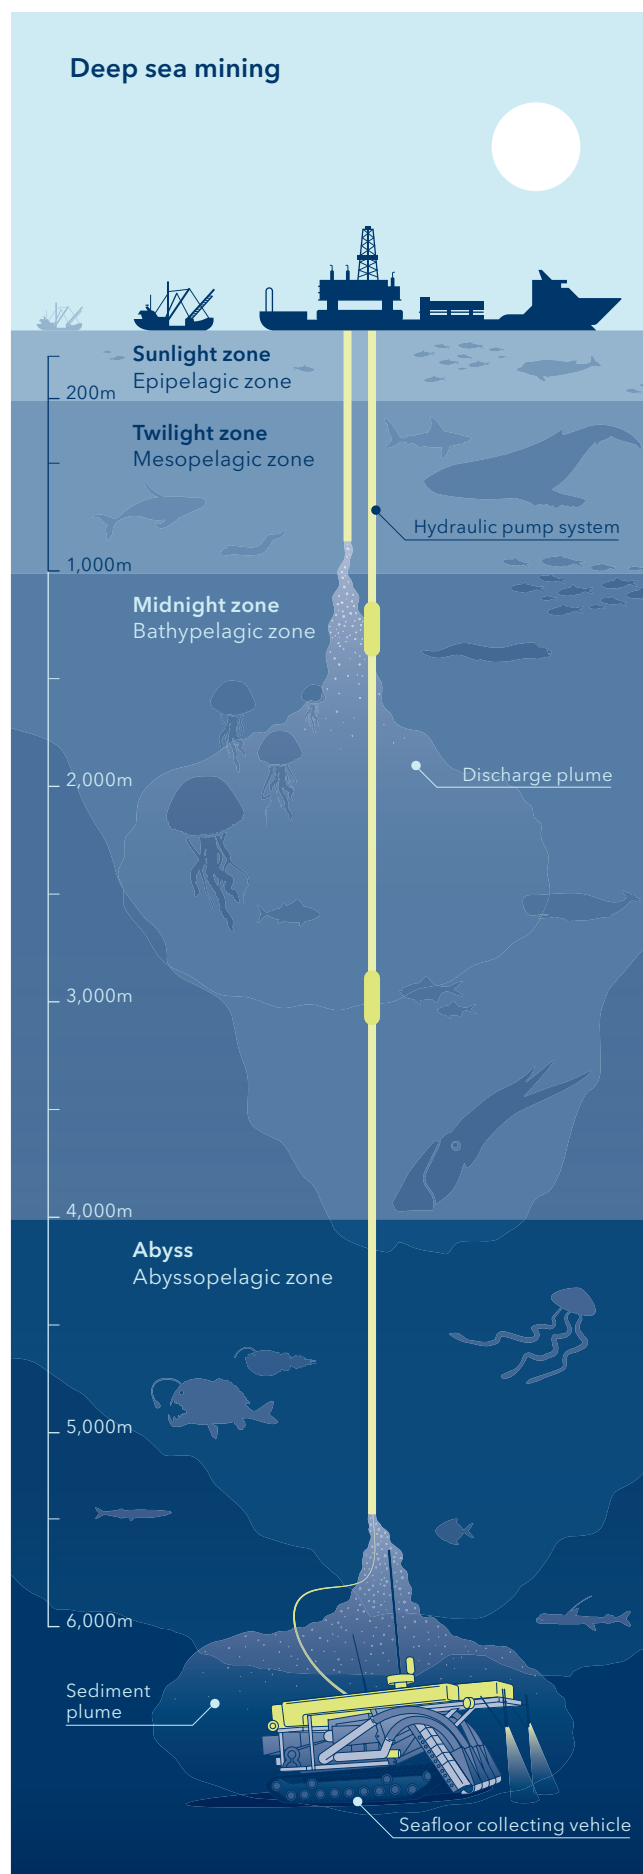 Deep sea mining
Sunlight zone
Epipelagic zone
200m
Twilight zone
Mesopelagic zone
Hydraulic pump system
1,000m
Midnight zone
Bathypelagic zone
2,000m
Discharge plume
3,000m
4,000m
Abyss
Abyssopelagic zone
5,000m
6,000m
Sediment
plume
Seafloor collecting vehicle